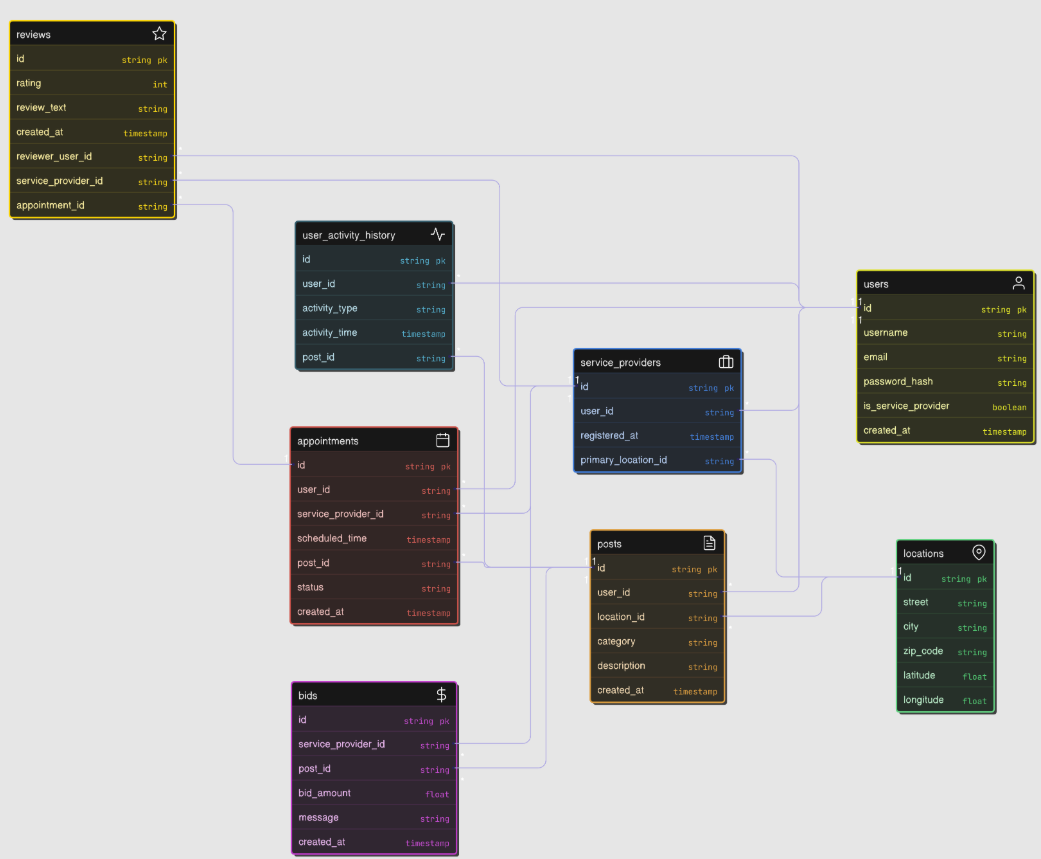 reviews
id string pk
rating int
review_text string
created_at timestamp
reviewer_user_id string
service_provider_id string
appointment_id string
user_activity_history
id string pk
user_id string
activity_type string
activity_time timestamp
post_id string
users
id string pk
username string
email string
password_hash string
is_service_provider boolean
created_at timestamp
service_providers
id string pk
user_id string
registered_at timestamp
primary_location_id string
appointments
id string pk
user_id string
service_provider_id string
scheduled_time timestamp
post_id string
status string
created_at timestamp
posts
id string pk
user_id string
location_id string
category string
description string
created_at timestamp
locations
id string pk
street string
city string
zip_code string
latitude float
longitude float
bids
id string pk
service_provider_id string
post_id string
bid_amount float
message string
created_at timestamp